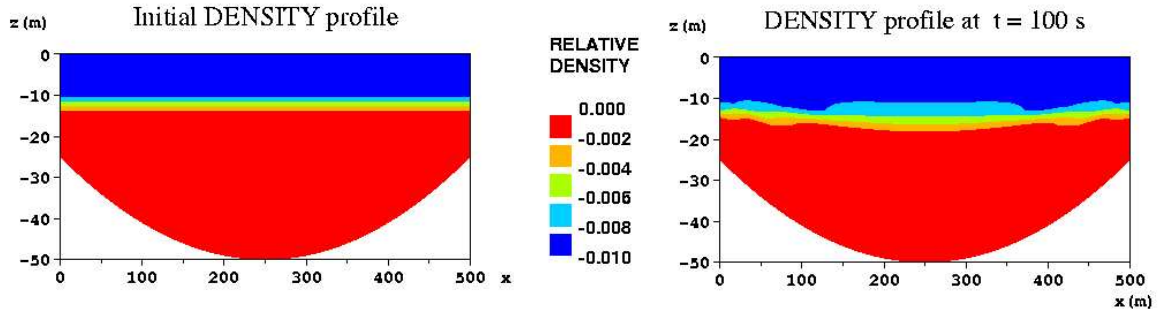 Initial DENSITY profile
z (m)
0
-10
-20
-30
-40
-50
0 100 200 300 400 500 x
RELATIVE
DENSITY
0.000
-0.002
-0.004
-0.006
-0.008
-0.010
DENSITY profile at t = 100 s
z (m)
0
-10
-20
-30
-40
-50
0 100 200 300 400 500
x (m)